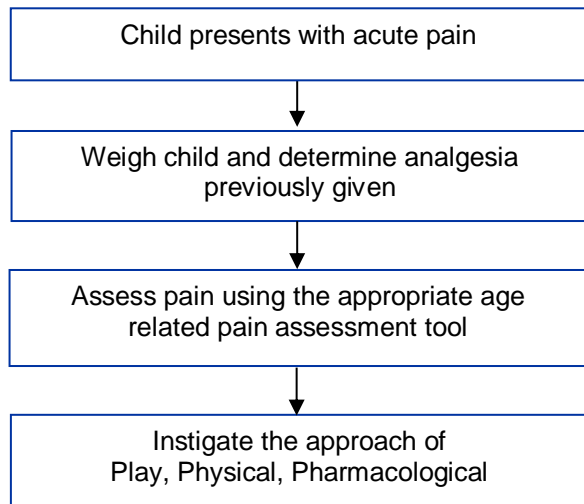 Child presents with acute pain
Weigh child and determine analgesia
previously given
Assess pain using the appropriate age
related pain assessment tool
Instigate the approach of
Play, Physical, Pharmacological